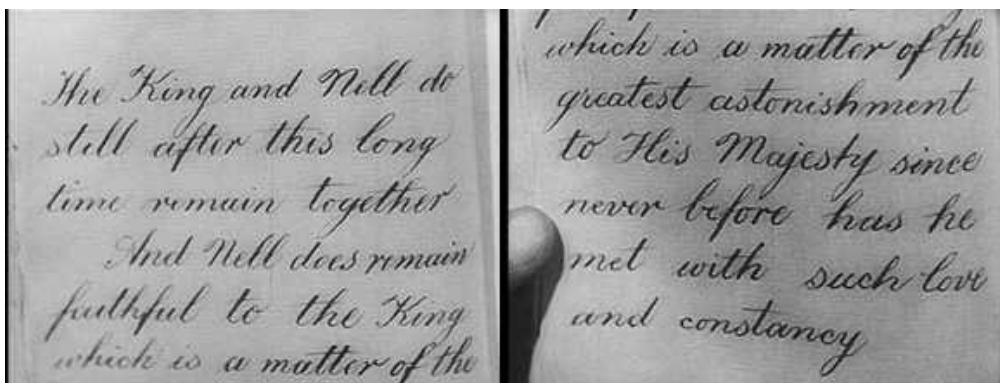 The King and Nell do
still after this long
time remain together
And Nell does remain
faithful to the King
which is a matter of the
which is a matter of the
greatest astonishment
to His Majesty since
never before has he
met with such love
and constancy